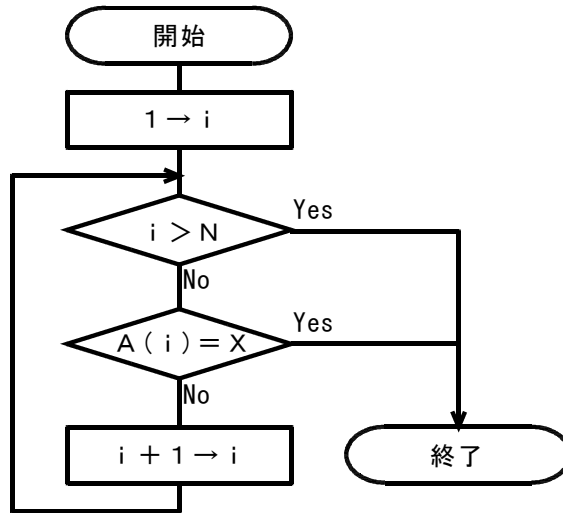 開始
1 → i
i ＞ N
Yes
No
A ( i ) ＝ X
Yes
No
i ＋ 1 → i
終了